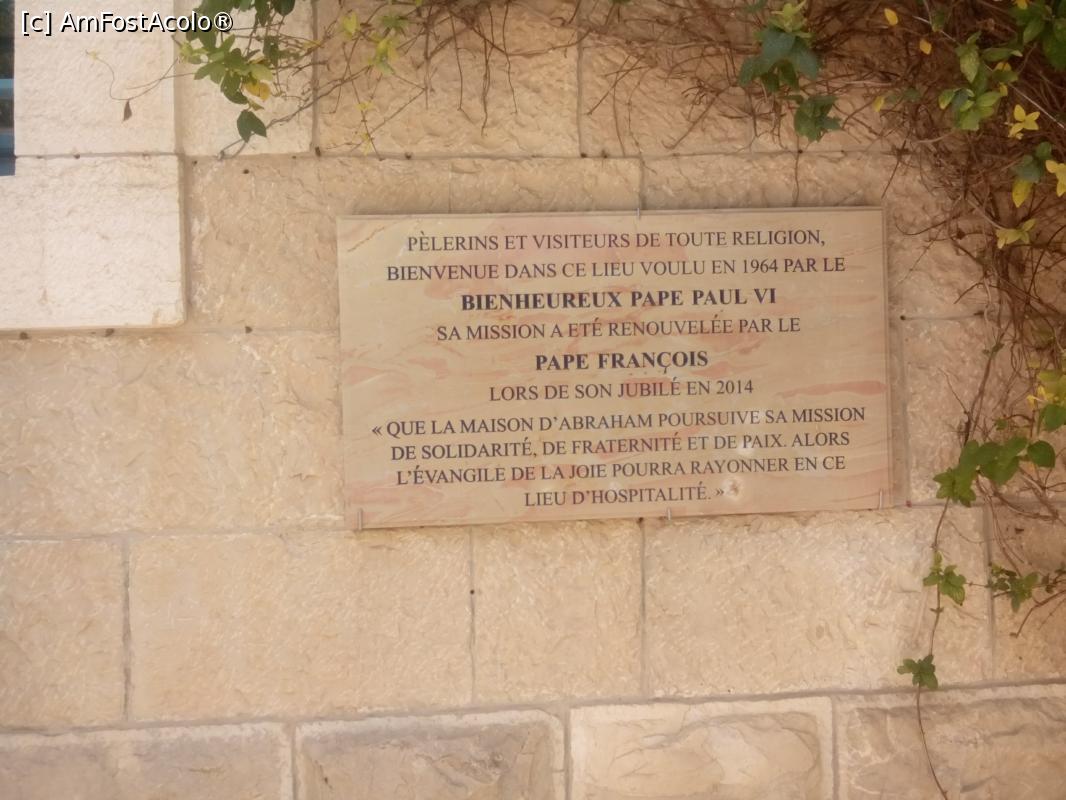 [c] AmFostAcolo®
PÈLERINS ET VISITEURS DE TOUTE RELIGION,
BIENVENUE DANS CE LIEU VOULU EN 1964 PAR LE
BIENHEUREUX PAPE PAUL VI
SA MISSION A ETÉ RENOUVELÉE PAR LE
PAPE FRANÇOIS
LORS DE SON JUBILÉ EN 2014
« QUE LA MAISON D'ABRAHAM POURSUIVE SA MISSION
DE SOLIDARITÉ, DE FRATERNITÉ ET DE PAIX. ALORS
L'ÉVANGILE DE LA JOIE POURRA RAYONNER EN CE
LIEU D'HOSPITALITÉ. »